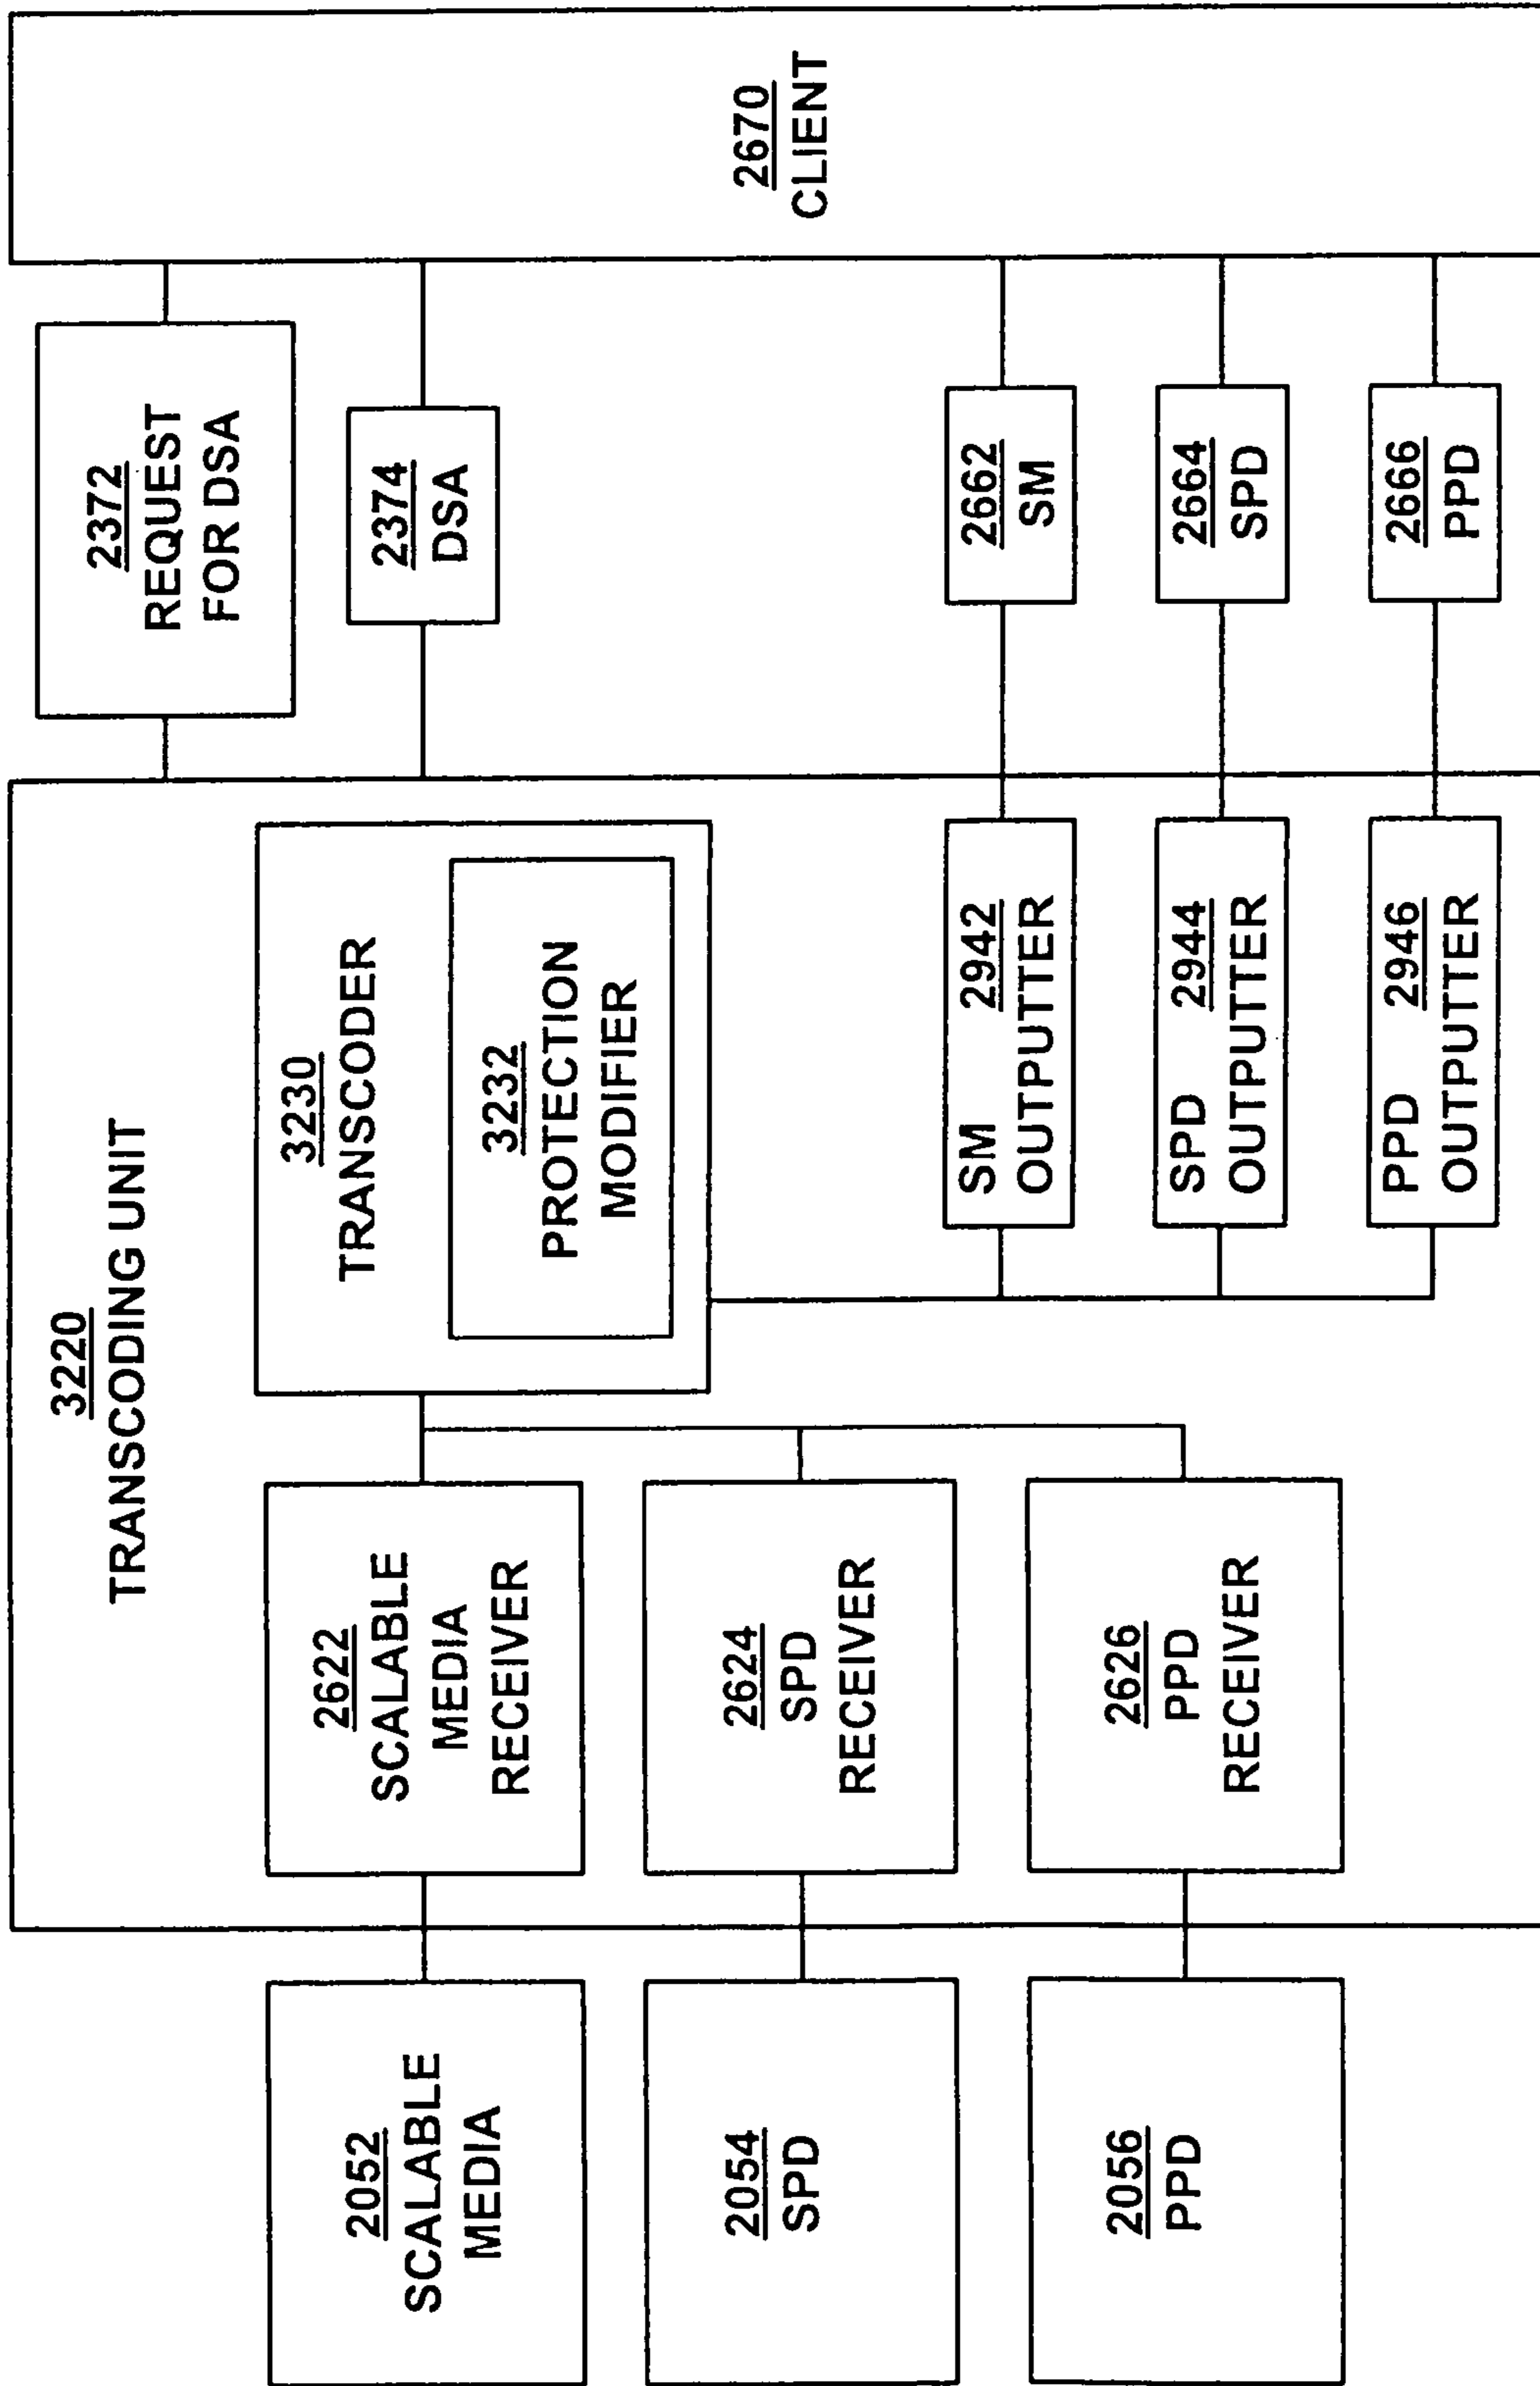 3220
TRANSCODING UNIT
2052
SCALABLE
MEDIA
2622
SCALABLE
MEDIA
RECEIVER
3230
TRANSCODER
3232
PROTECTION
MODIFIER
2372
REQUEST
FOR DSA
2374
DSA
2670
CLIENT
2054
SPD
2624
SPD
RECEIVER
2056
PPD
2626
PPD
RECEIVER
SM 2942
OUTPUTTER
2662
SM
SPD 2944
OUTPUTTER
2664
SPD
PPD 2946
OUTPUTTER
2666
PPD